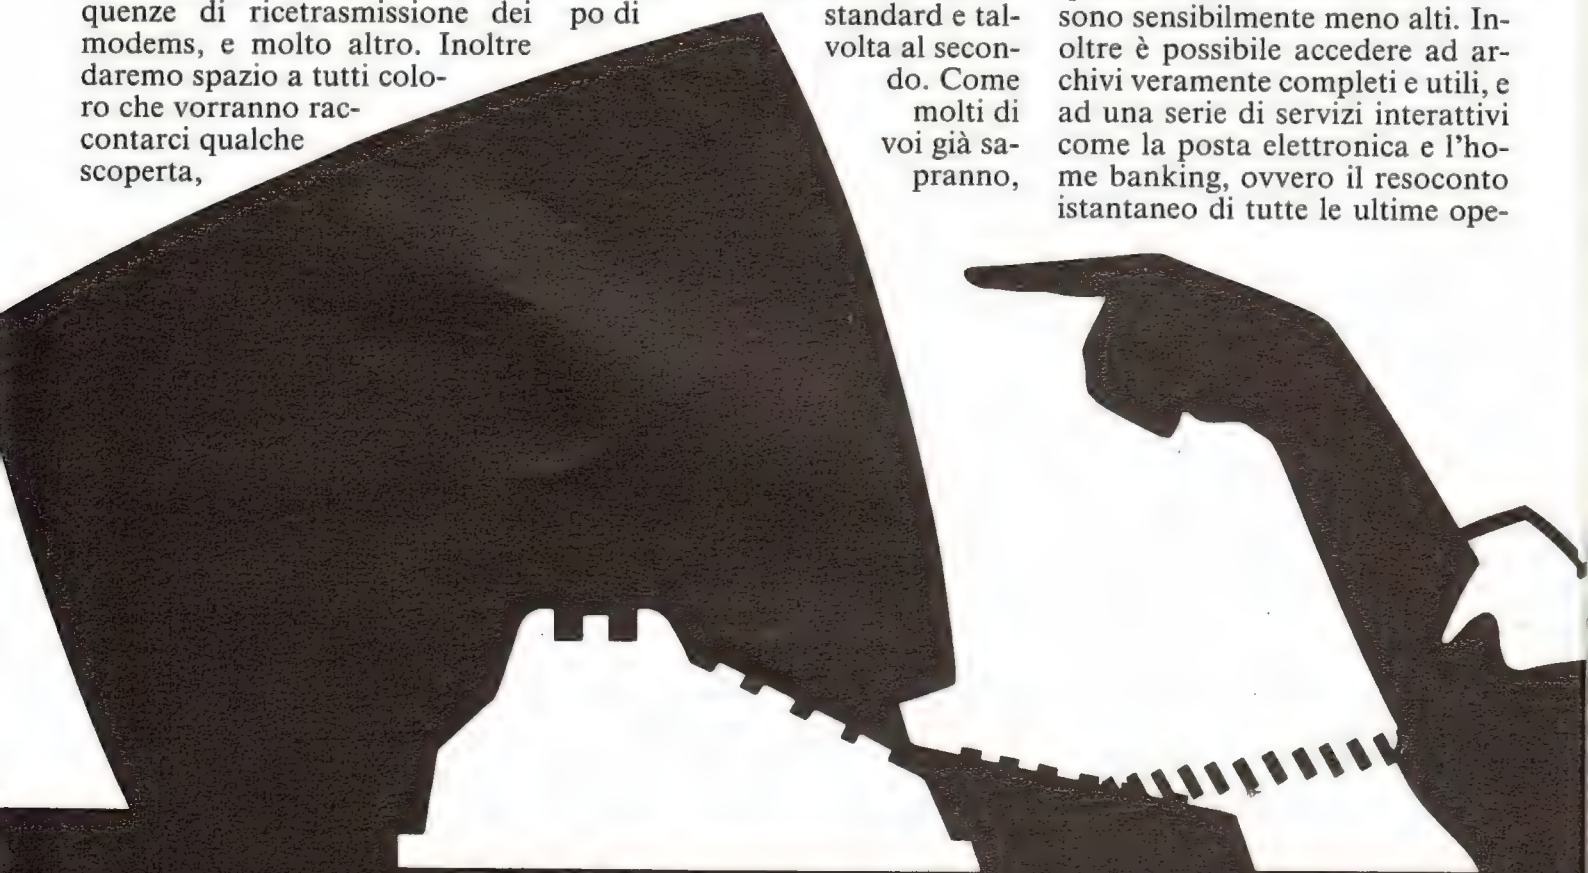 quenze di ricetrasmissione dei
modems, e molto altro. Inoltre
daremo spazio a tutti colo-
ro che vorranno rac-
contarci qualche
scoperta,
po di
standard e tal-
volta al secon-
do. Come
molti di
voi già sa-
pranno,
sono sensibilmente meno alti. In-
oltre è possibile accedere ad ar-
chivi veramente completi e utili, e
ad una serie di servizi interattivi
come la posta elettronica e l'ho-
me banking, ovvero il resoconto
istantaneo di tutte le ultime ope-